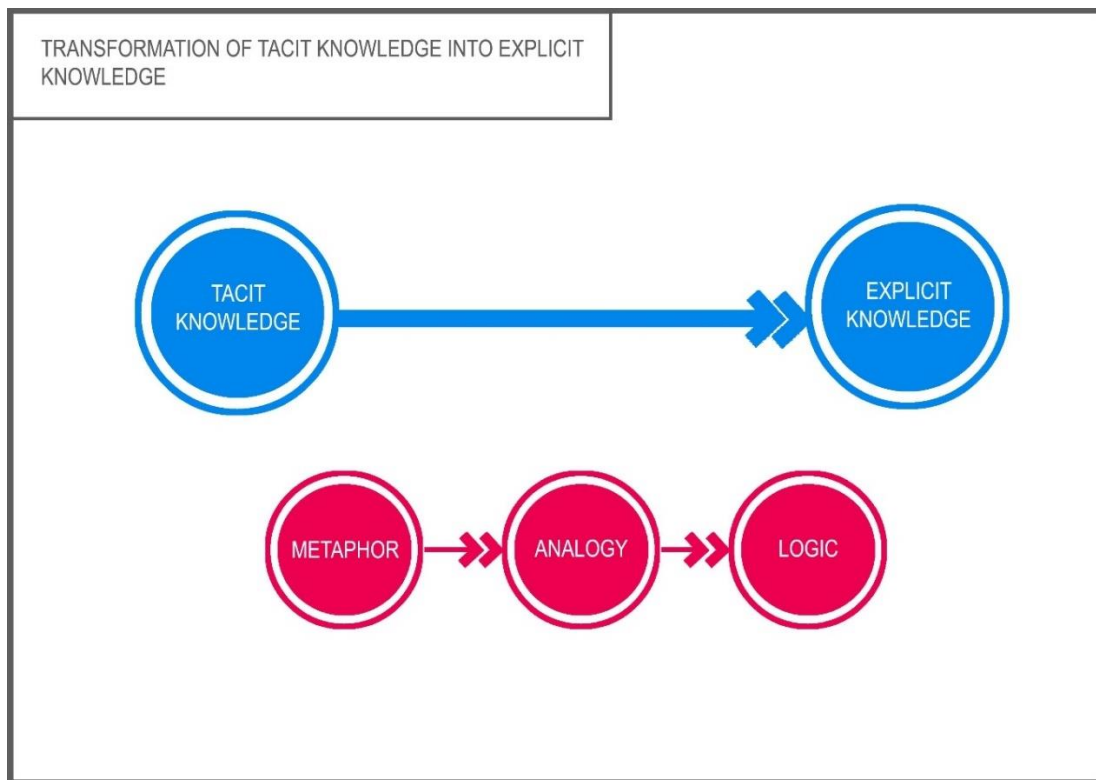 TRANSFORMATION OF TACIT KNOWLEDGE INTO EXPLICIT
KNOWLEDGE
TACIT
KNOWLEDGE
EXPLICIT
KNOWLEDGE
METAPHOR
ANALOGY
LOGIC